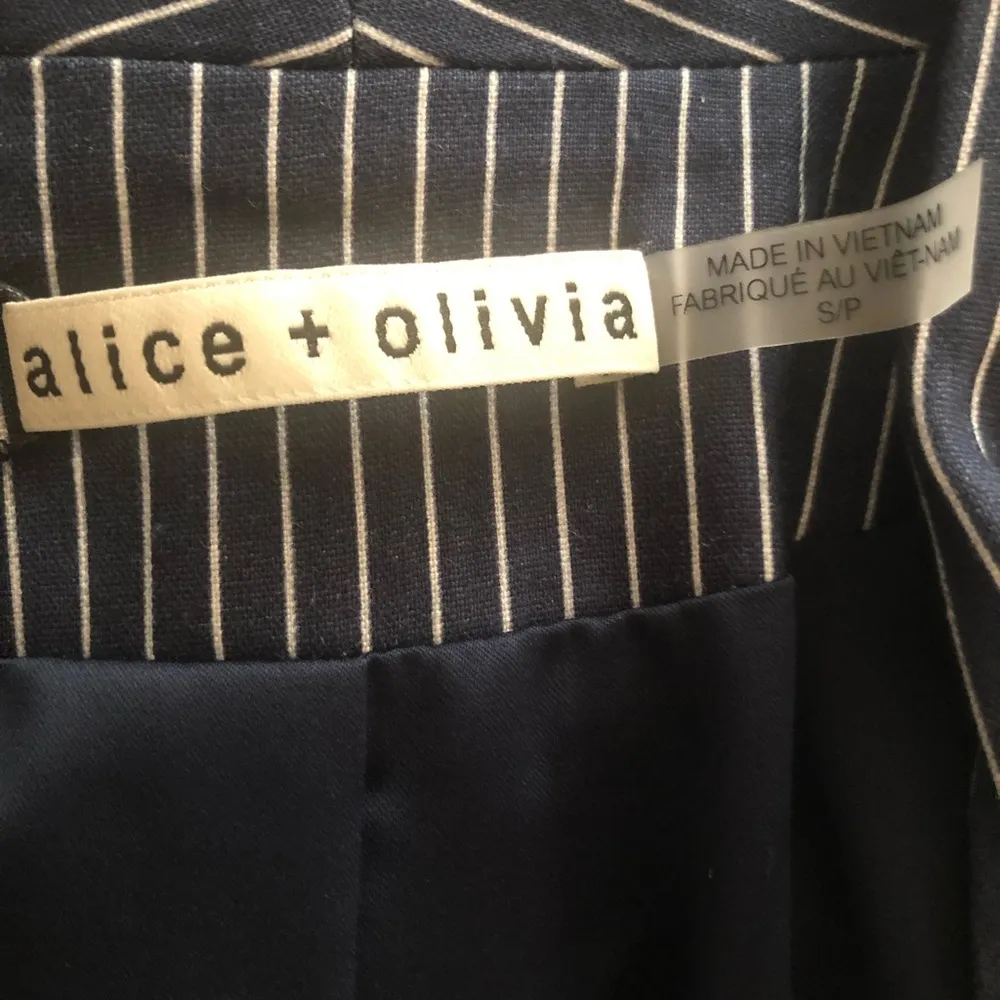 alice + olivia
MADE IN VIETNAM
FABRIQUÉ AU VIÊT-NAM
S/P